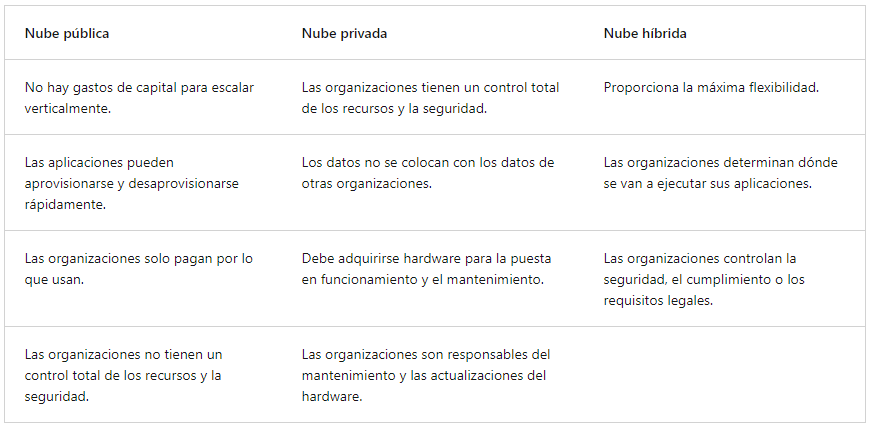 Nube pública
Nube privada
Nube híbrida
No hay gastos de capital para escalar
verticalmente.
Las organizaciones tienen un control total
de los recursos y la seguridad.
Proporciona la máxima flexibilidad.
Las aplicaciones pueden
aprovisionarse y desaprovisionarse
rápidamente.
Los datos no se colocan con los datos de
otras organizaciones.
Las organizaciones determinan dónde
se van a ejecutar sus aplicaciones.
Las organizaciones solo pagan por lo
que usan.
Debe adquirirse hardware para la puesta
en funcionamiento y el mantenimiento.
Las organizaciones controlan la
seguridad, el cumplimiento o los
requisitos legales.
Las organizaciones no tienen un
control total de los recursos y la
seguridad.
Las organizaciones son responsables del
mantenimiento y las actualizaciones del
hardware.